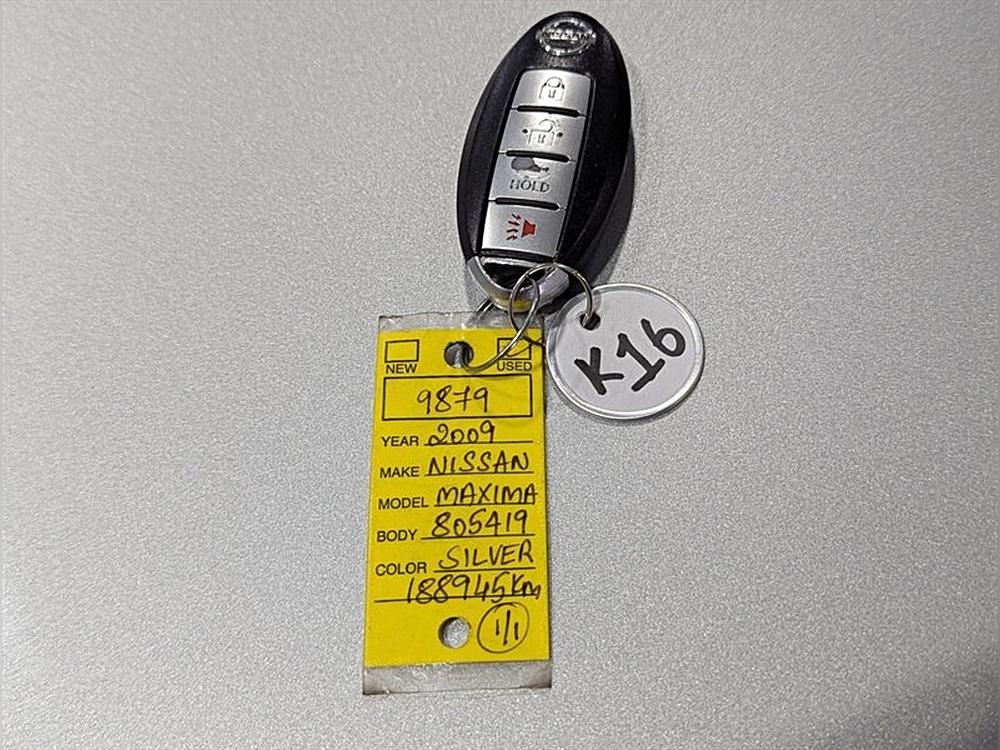 NISSAN
HOLD
K16
NEW USED
9879
YEAR 2009
MAKE NISSAN
MODEL MAXIMA
BODY 805419
COLOR SILVER
188945Km
1/1